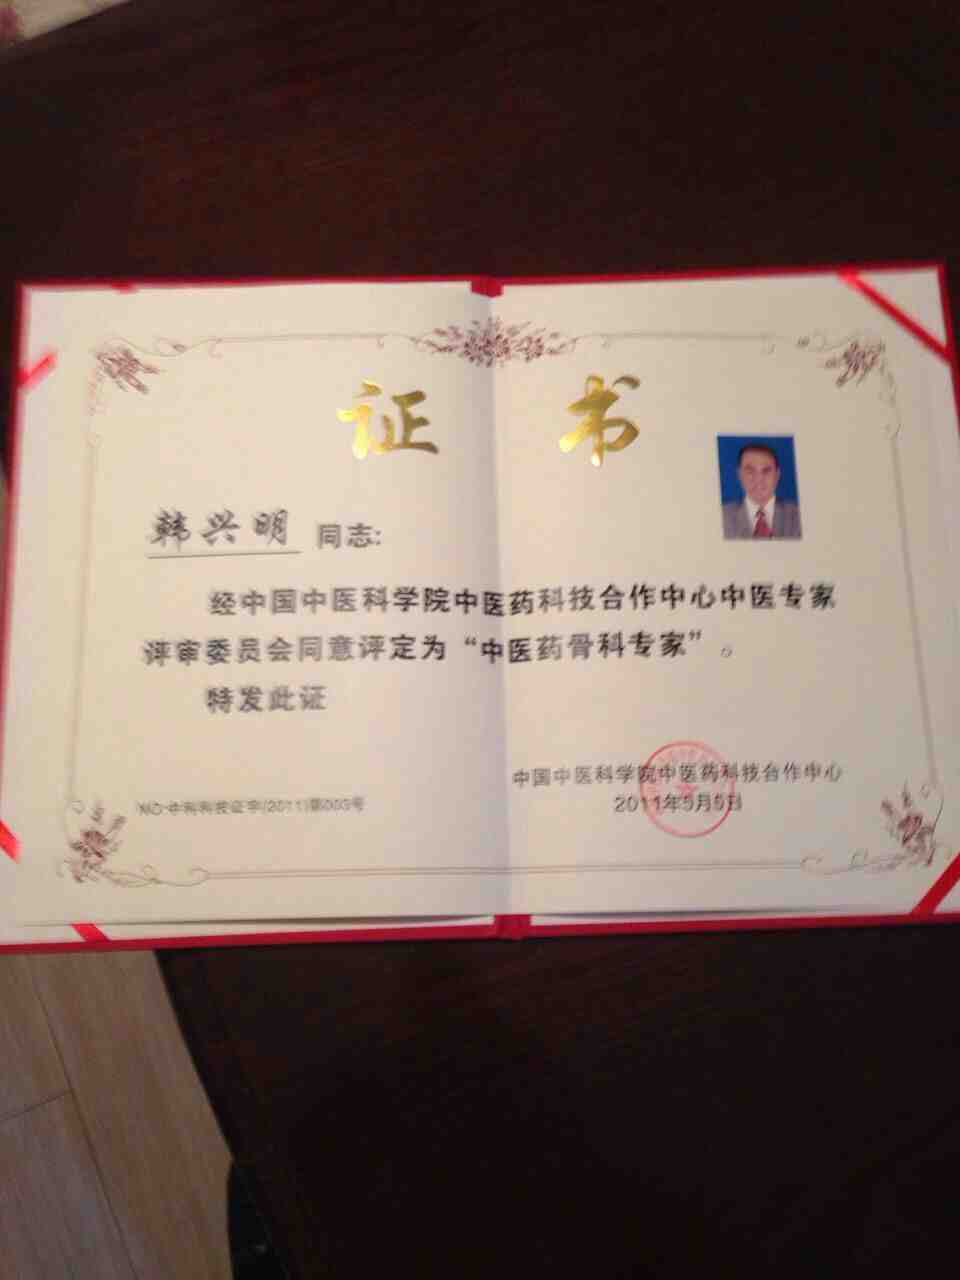 证书
韩兴明 同志:
经中国中医科学院中医药科技合作中心中医专家
评审委员会同意评定为“中医药骨科专家”。
特发此证
中国中医科学院中医药科技合作中心
NO:中科科技证字(2011)第003号
2011年5月5日